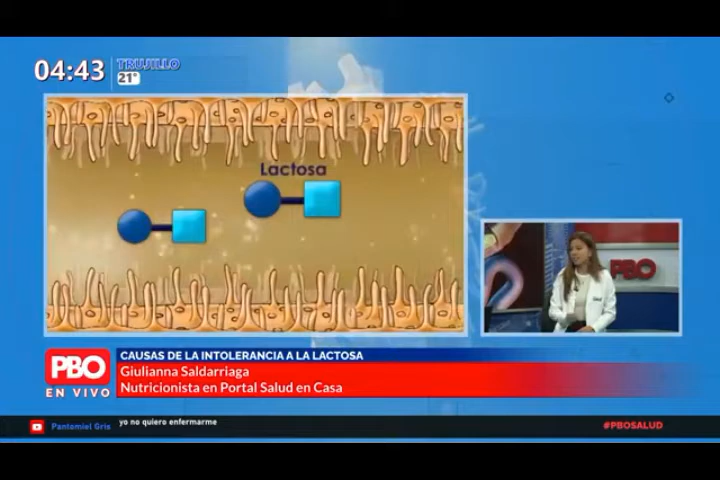 04:43
TRUJILLO
21°
Lactosa
PBO
PBO
EN VIVO
CAUSAS DE LA INTOLERANCIA A LA LACTOSA
Giulianna Saldarriaga
Nutricionista en Portal Salud en Casa
Pantomiel Gris yo no quiero enfermarme
#PBOSALUD